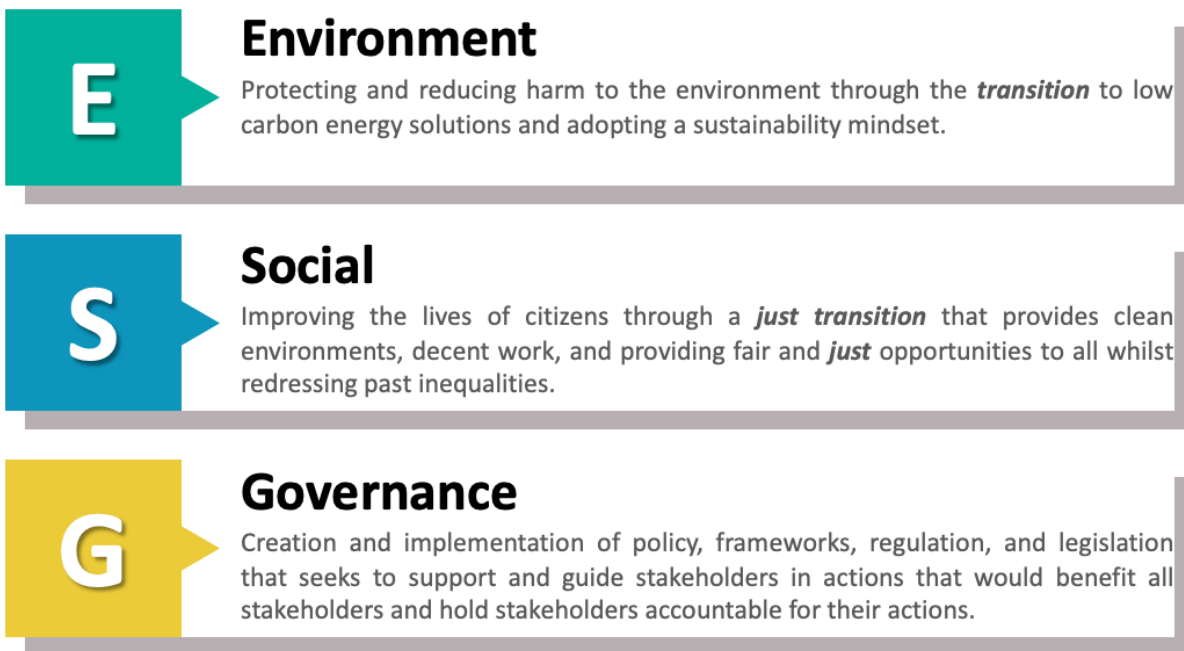 E
Environment
Protecting and reducing harm to the environment through the transition to low
carbon energy solutions and adopting a sustainability mindset.
S
Social
Improving the lives of citizens through a just transition that provides clean
environments, decent work, and providing fair and just opportunities to all whilst
redressing past inequalities.
G
Governance
Creation and implementation of policy, frameworks, regulation, and legislation
that seeks to support and guide stakeholders in actions that would benefit all
stakeholders and hold stakeholders accountable for their actions.